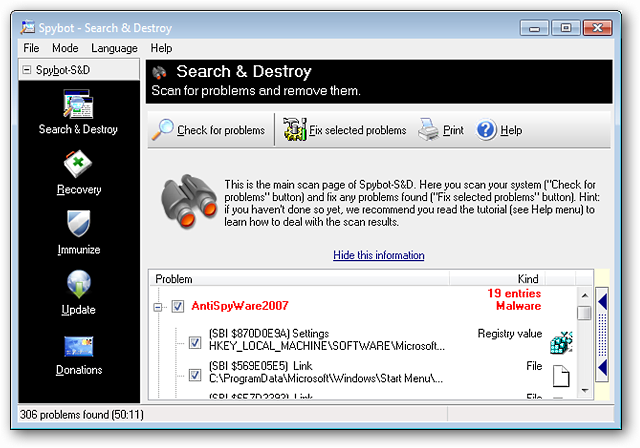 Spybot - Search & Destroy
File Mode Language Help
Spybot-S&D
Search & Destroy
Recovery
Immunize
Update
Donations
Search & Destroy
Scan for problems and remove them.
Check for problems Fix selected problems Print Help
This is the main scan page of Spybot-S&D. Here you scan your system ("Check for
problems" button) and fix any problems found ("Fix selected problems" button). Hint:
if you haven't done so yet, we recommend you read the tutorial (see Help menu) to
learn how to deal with the scan results.
Hide this information
Problem Kind
AntiSpyWare2007 19 entries
Malware
(SBI $870D0E9A) Settings Registry value
HKEY_LOCAL_MACHINE\SOFTWARE\Microsoft...
(SBI $569E05E5) Link File
C:\ProgramData\Microsoft\Windows\Start Menu\...
306 problems found (50:11)